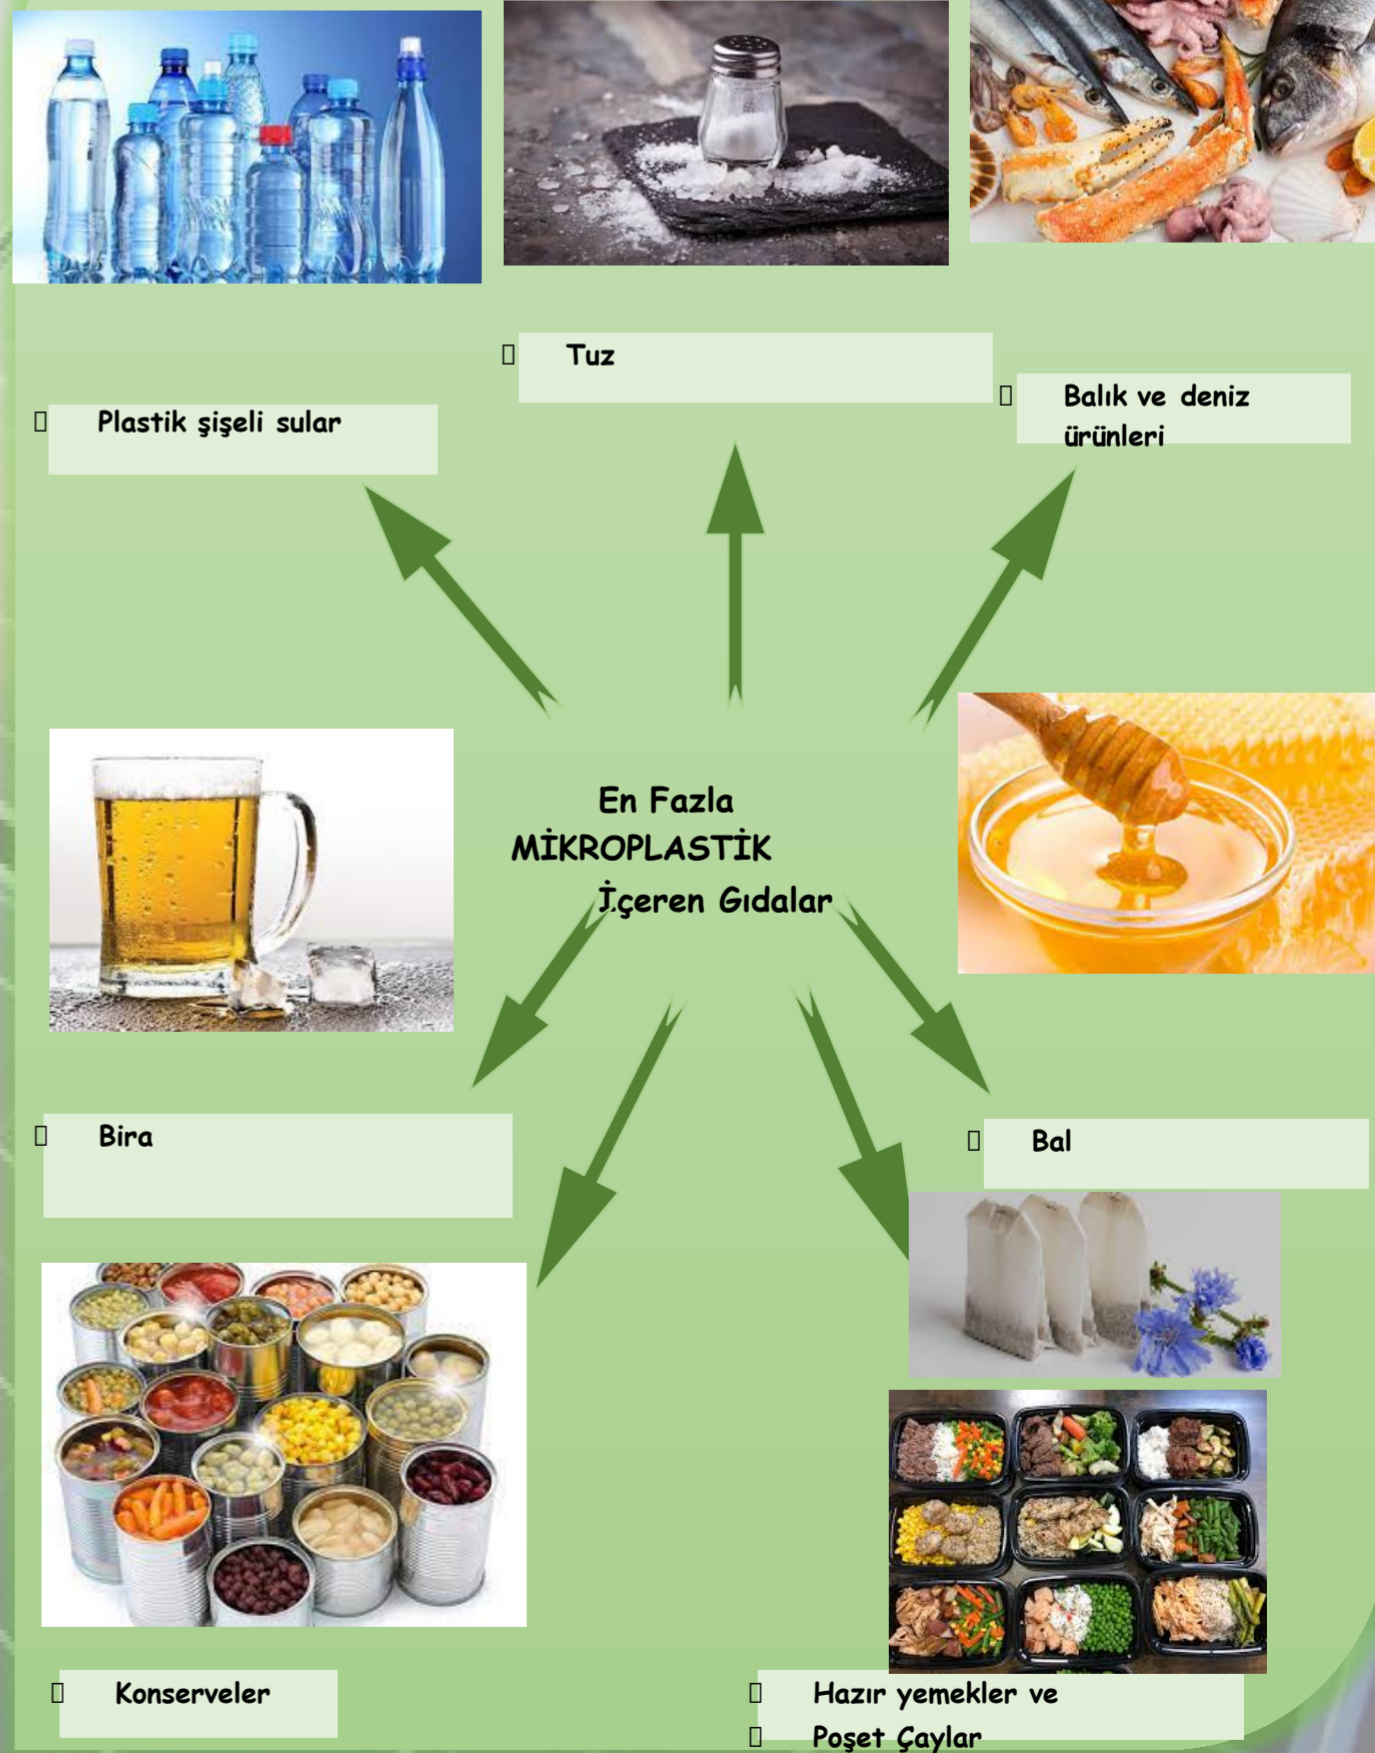 Tuz
Balık ve deniz
ürünleri
Plastik şişeli sular
En Fazla
MİKROPLASTİK
İçeren Gıdalar
Bira
Bal
Konserveler
Hazır yemekler ve
Poşet Çaylar